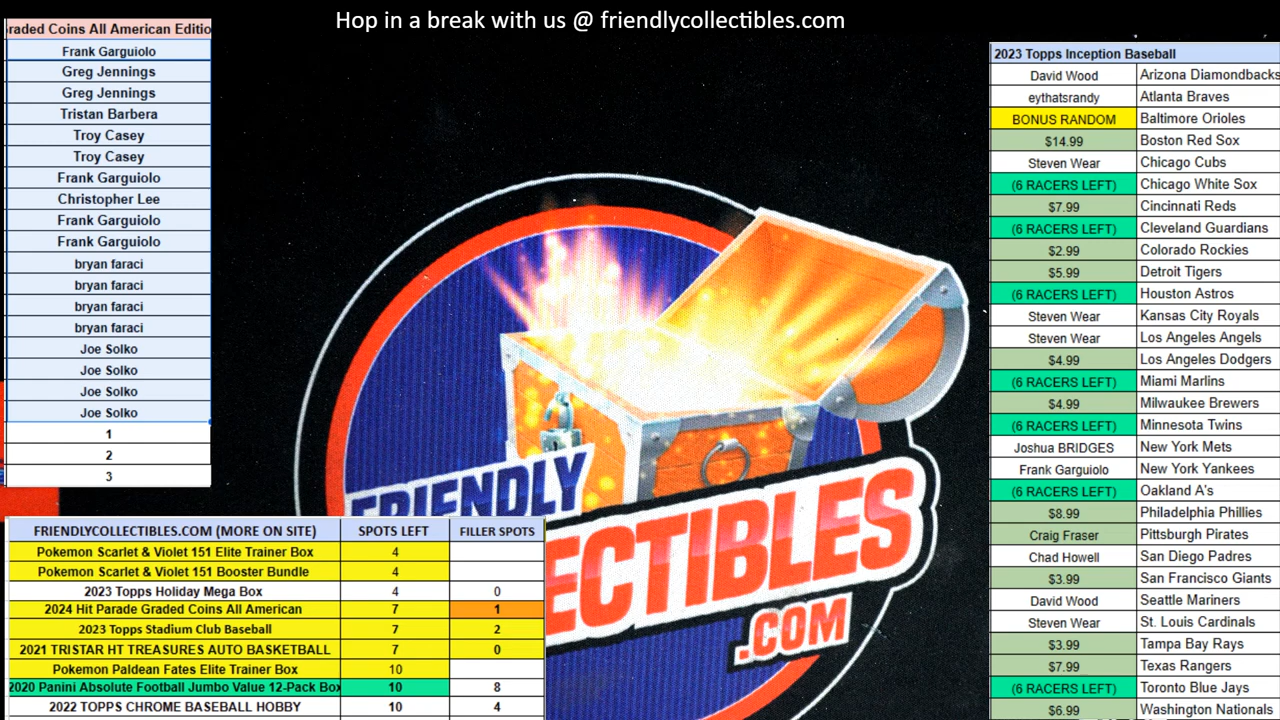 Hop in a break with us @ friendlycollectibles.com
raded Coins All American Editio
Frank Garguiolo
Greg Jennings
Greg Jennings
Tristan Barbera
Troy Casey
Troy Casey
Frank Garguiolo
Christopher Lee
Frank Garguiolo
Frank Garguiolo
bryan faraci
bryan faraci
bryan faraci
bryan faraci
Joe Solko
Joe Solko
Joe Solko
Joe Solko
1
2
3
FRIENDLYCOLLECTIBLES.COM (MORE ON SITE) SPOTS LEFT FILLER SPOTS
Pokemon Scarlet & Violet 151 Elite Trainer Box 4
Pokemon Scarlet & Violet 151 Booster Bundle 4
2023 Topps Holiday Mega Box 4 0
2024 Hit Parade Graded Coins All American 7 1
2023 Topps Stadium Club Baseball 7 2
2021 TRISTAR HT TREASURES AUTO BASKETBALL 7 0
Pokemon Paldean Fates Elite Trainer Box 10
2020 Panini Absolute Football Jumbo Value 12-Pack Box 10 8
2022 TOPPS CHROME BASEBALL HOBBY 10 4
FRIENDLY
ECTIBLES
.COM
2023 Topps Inception Baseball
David Wood Arizona Diamondbacks
eythatsrandy Atlanta Braves
BONUS RANDOM Baltimore Orioles
$14.99 Boston Red Sox
Steven Wear Chicago Cubs
(6 RACERS LEFT) Chicago White Sox
$7.99 Cincinnati Reds
(6 RACERS LEFT) Cleveland Guardians
$2.99 Colorado Rockies
$5.99 Detroit Tigers
(6 RACERS LEFT) Houston Astros
Steven Wear Kansas City Royals
Steven Wear Los Angeles Angels
$4.99 Los Angeles Dodgers
(6 RACERS LEFT) Miami Marlins
$4.99 Milwaukee Brewers
(6 RACERS LEFT) Minnesota Twins
Joshua BRIDGES New York Mets
Frank Garguiolo New York Yankees
(6 RACERS LEFT) Oakland A's
$8.99 Philadelphia Phillies
Craig Fraser Pittsburgh Pirates
Chad Howell San Diego Padres
$3.99 San Francisco Giants
David Wood Seattle Mariners
Steven Wear St. Louis Cardinals
$3.99 Tampa Bay Rays
$7.99 Texas Rangers
(6 RACERS LEFT) Toronto Blue Jays
$6.99 Washington Nationals